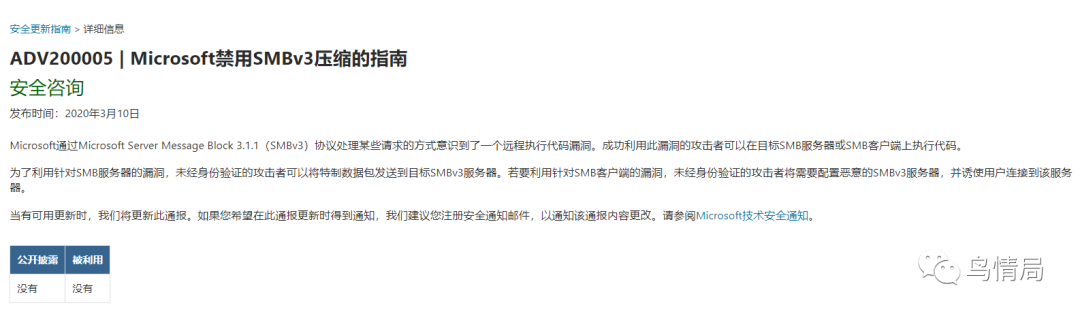 安全更新指南 > 详细信息
ADV200005 | Microsoft禁用SMBv3压缩的指南
安全咨询
发布时间：2020年3月10日
Microsoft通过Microsoft Server Message Block 3.1.1（SMBv3）协议处理某些请求的方式意识到了一个远程执行代码漏洞。成功利用此漏洞的攻击者可以在目标SMB服务器或SMB客户端上执行代码。
为了利用针对SMB服务器的漏洞，未经身份验证的攻击者可以将特制数据包发送到目标SMBv3服务器。若要利用针对SMB客户端的漏洞，未经身份验证的攻击者将需要配置恶意的SMBv3服务器，并诱使用户连接到该服务
器。
当有可用更新时，我们将更新此通报。如果您希望在此通报更新时得到通知，我们建议您注册安全通知邮件，以通知该通报内容更改。请参阅Microsoft技术安全通知。
公开披露 被利用
没有 没有
鸟情局